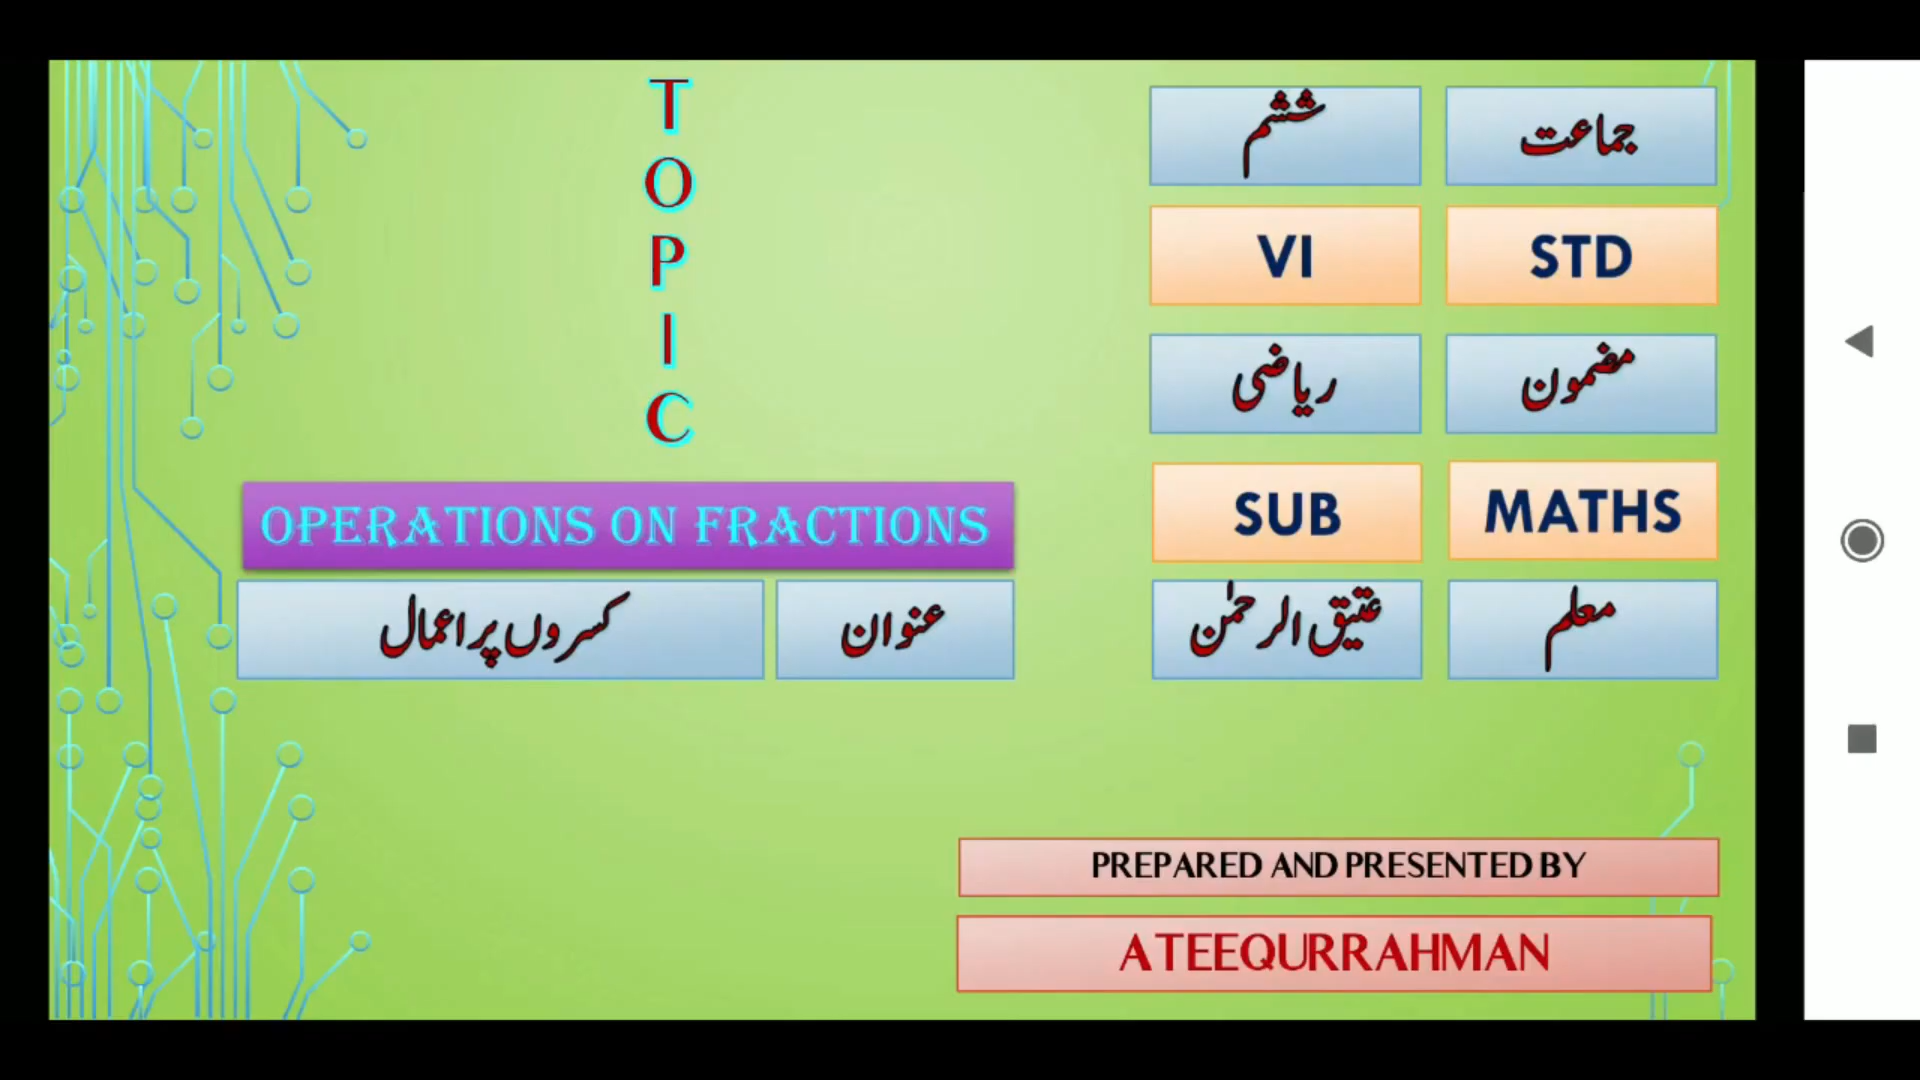 TOPIC
OPERATIONS ON FRACTIONS
عنوان
کسروں پر اعمال
جماعت
ششم
STD
VI
مضمون
ریاضی
SUB
MATHS
معلم
عتیق الرحمٰن
PREPARED AND PRESENTED BY
ATEEQURRAHMAN